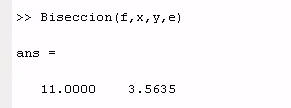 >> Biseccion(f,x,y,e)
ans =
11.0000    3.5635